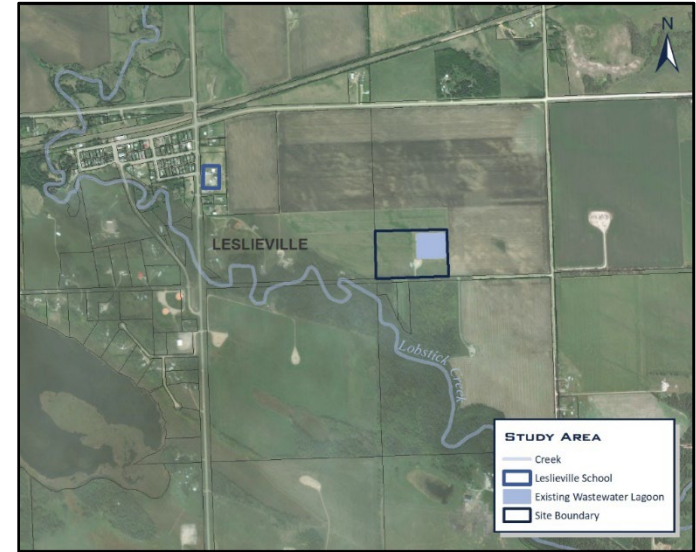 N
LESLIEVILLE
Lobstick Creek
STUDY AREA
Creek
Leslieville School
Existing Wastewater Lagoon
Site Boundary